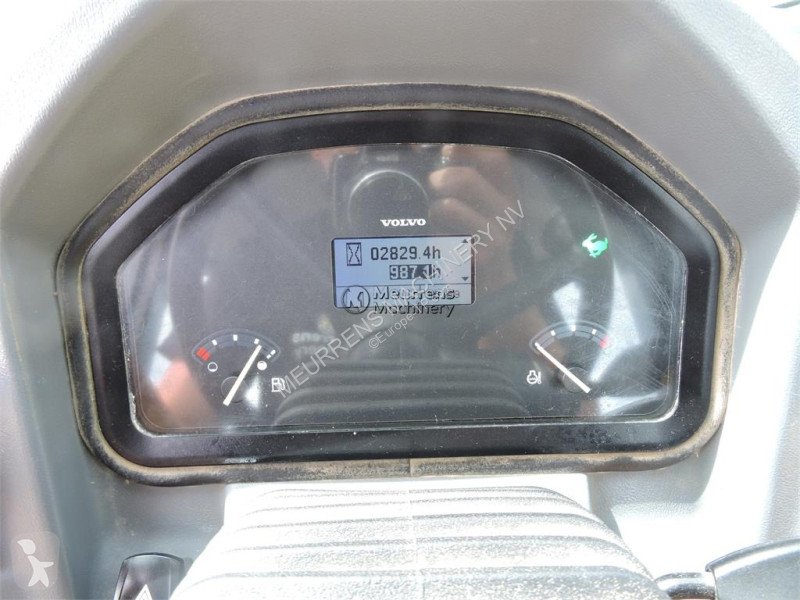 VOLVO
02829.4h
987.1h
Meurrens
Machinery
MEURRENS MACHINERY NV